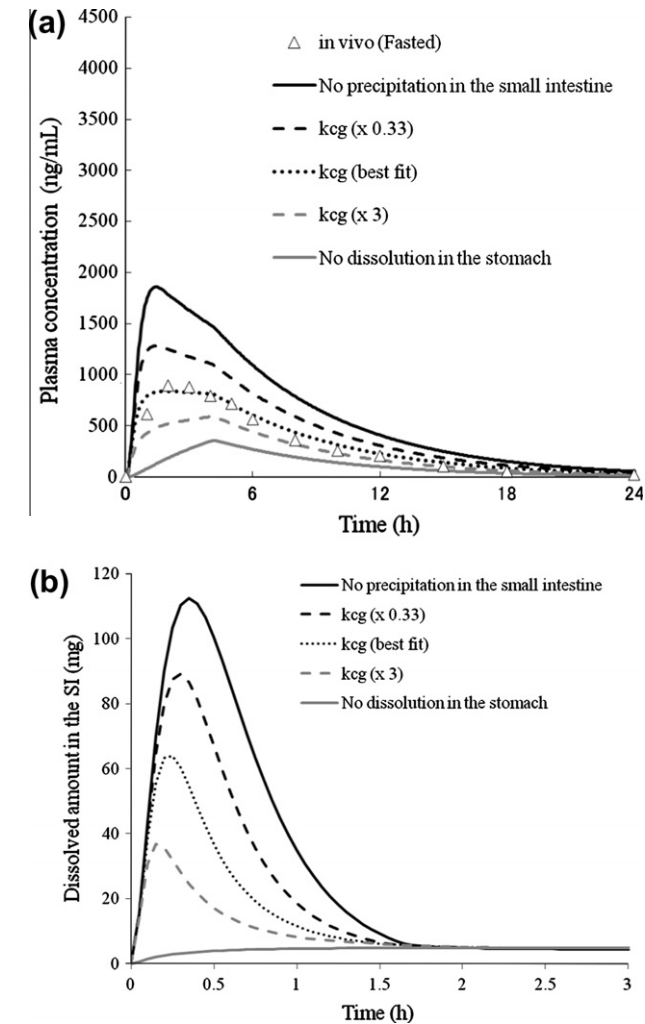 (a)
4500
4000
3500
3000
2500
2000
1500
1000
500
0
Plasma concentration (ng/mL)
in vivo (Fasted)
No precipitation in the small intestine
kcg (x 0.33)
kcg (best fit)
kcg (x 3)
No dissolution in the stomach
0 6 12 18 24
Time (h)
(b)
120
100
80
60
40
20
0
Dissolved amount in the SI (mg)
No precipitation in the small intestine
kcg (x 0.33)
kcg (best fit)
kcg (x 3)
No dissolution in the stomach
0 0.5 1 1.5 2 2.5 3
Time (h)